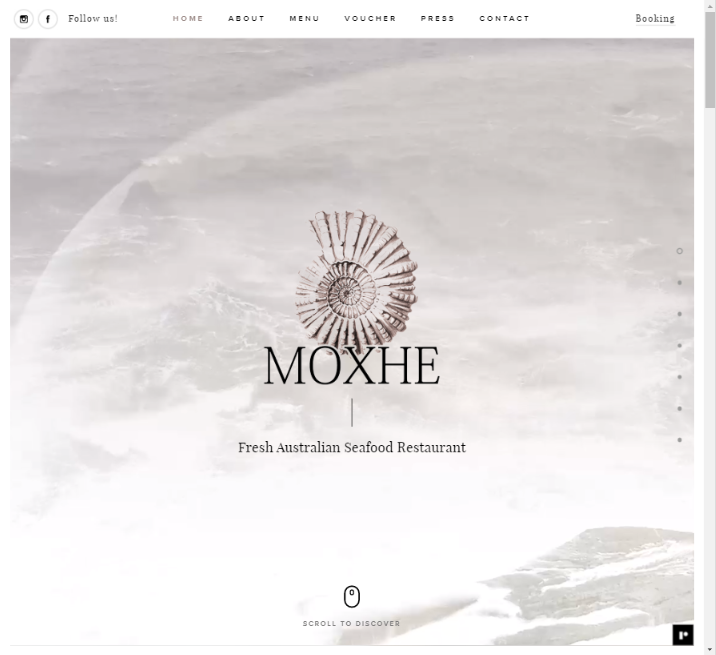 Follow us!
HOME ABOUT MENU VOUCHER PRESS CONTACT
Booking
MOXHE
Fresh Australian Seafood Restaurant
SCROLL TO DISCOVER